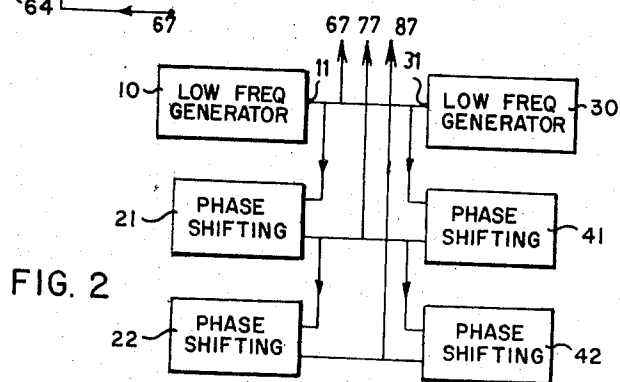 64
67
67 77 87
10
LOW FREQ
GENERATOR
11
31
LOW FREQ
GENERATOR
30
21
PHASE
SHIFTING
PHASE
SHIFTING
41
FIG. 2
22
PHASE
SHIFTING
PHASE
SHIFTING
42